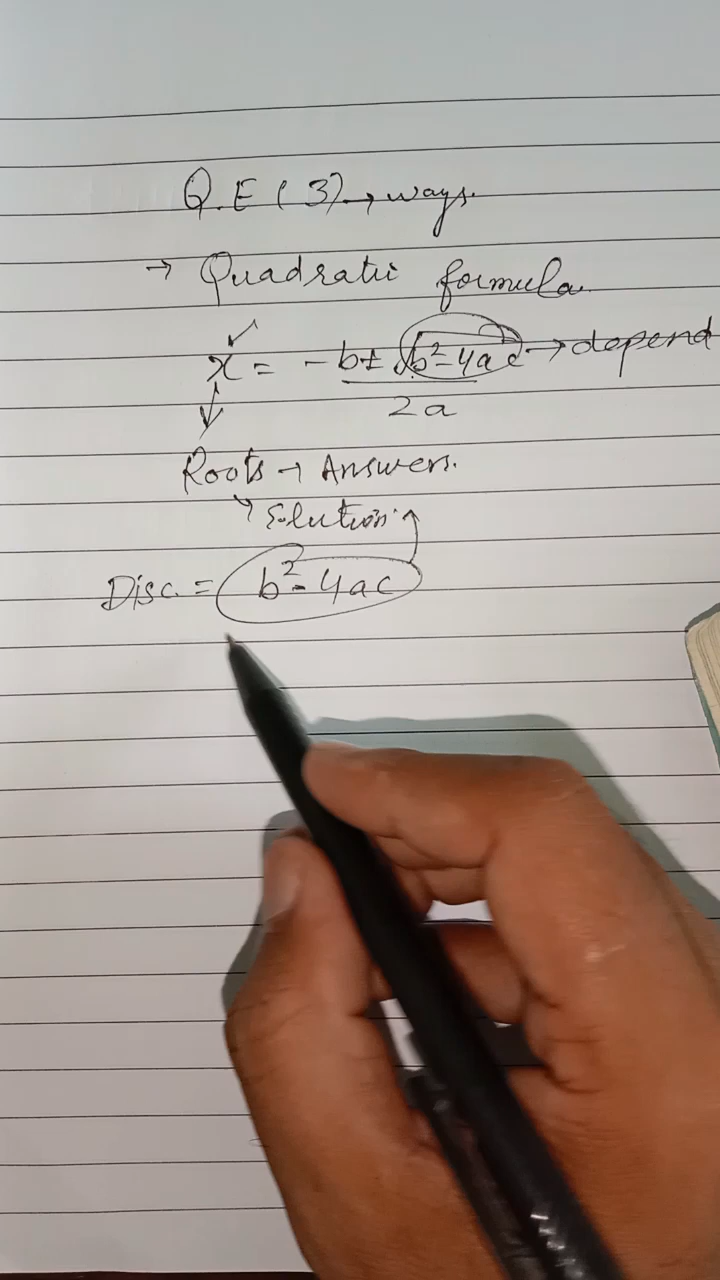 Q.E (3) → ways.
→ Quadratic formula.
x = -b ± √b²-4ac → depend
2a
Roots → Answers.
↘ Solution.
Disc. = b²-4ac